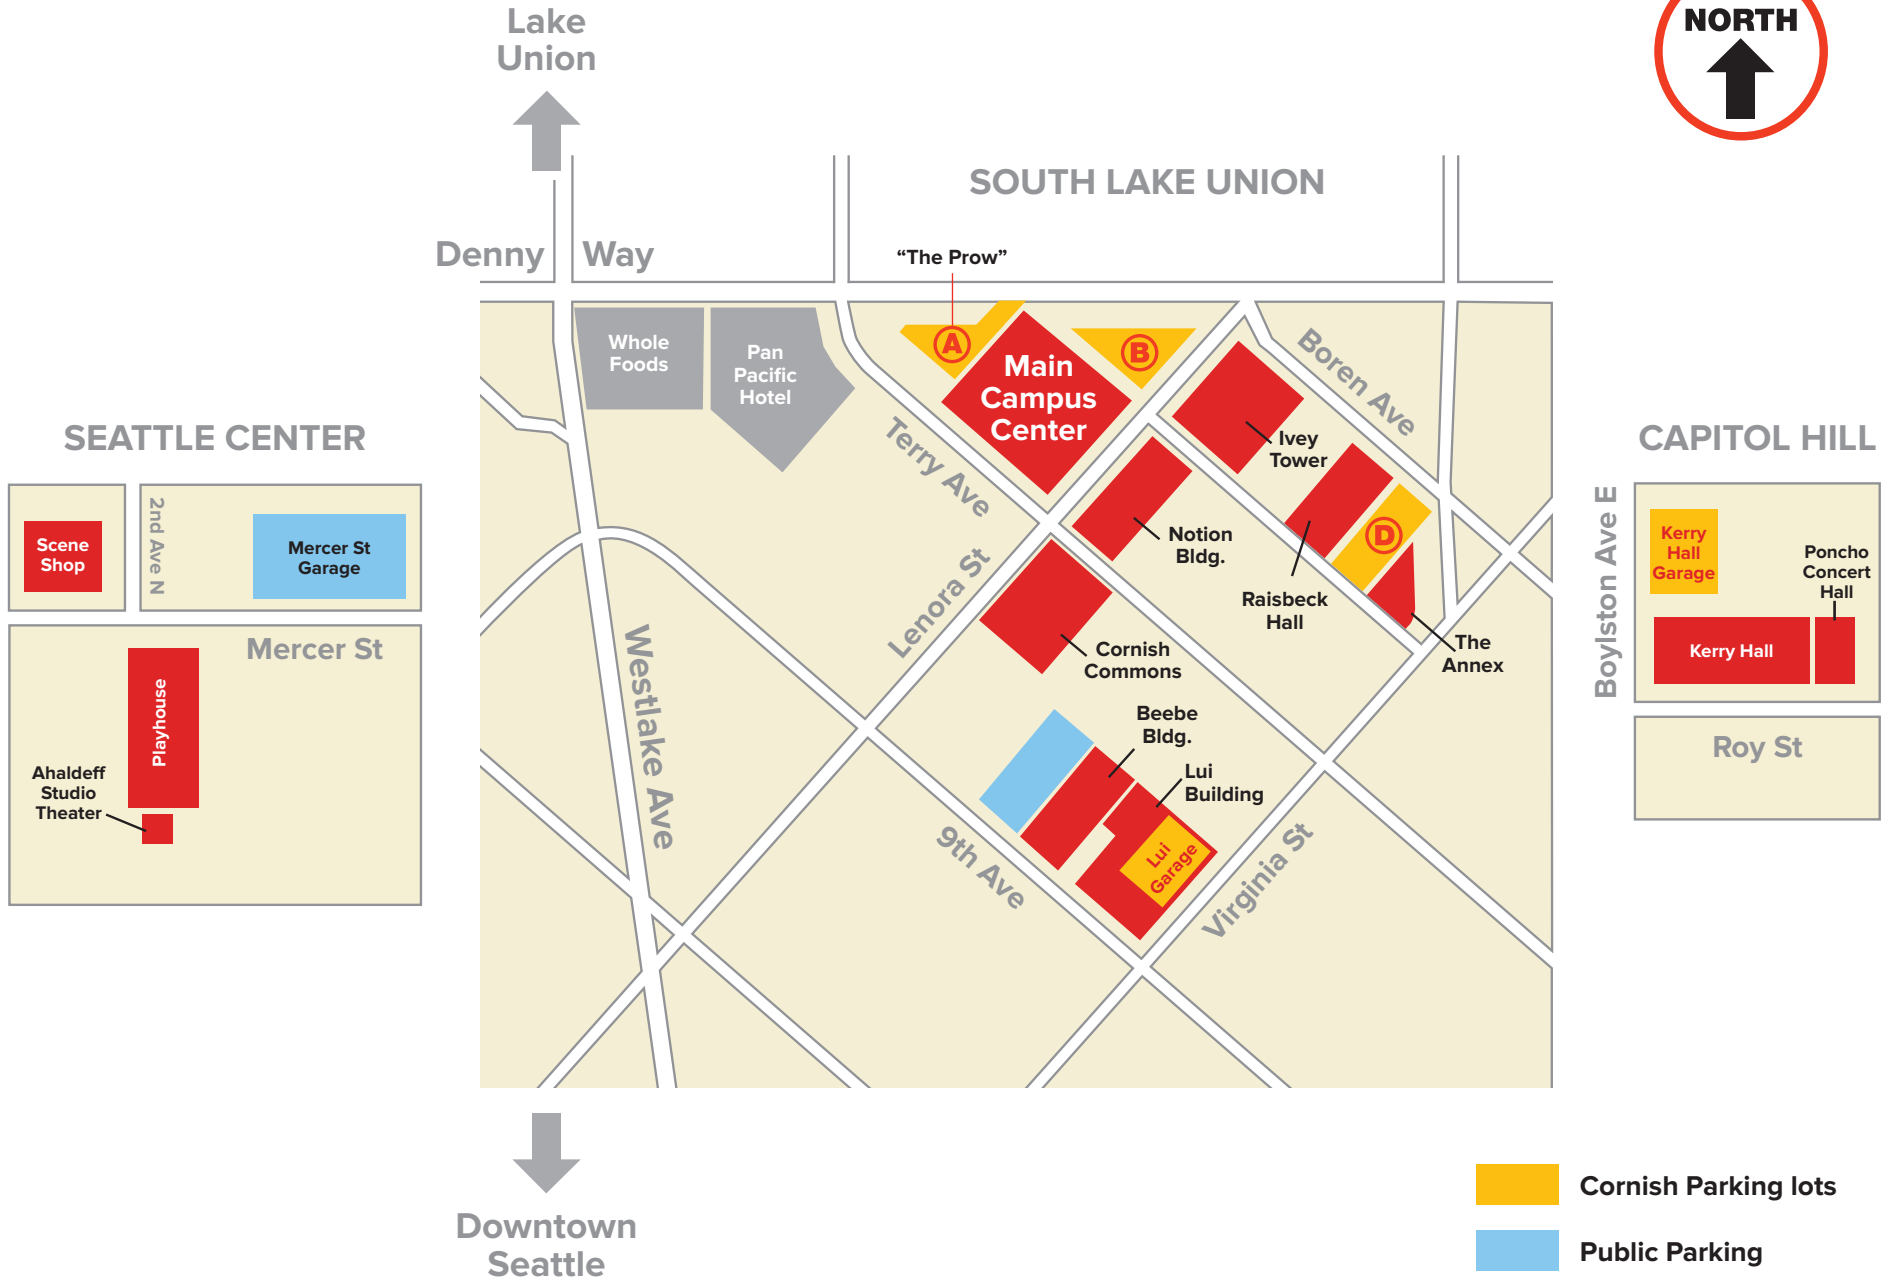 Lake
Union
NORTH
SOUTH LAKE UNION
Denny Way
“The Prow”
Whole
Foods
Pan
Pacific
Hotel
A
Main
Campus
Center
B
Boren Ave
Terry Ave
Ivey
Tower
D
Notion
Bldg.
Raisbeck
Hall
The
Annex
Lenora St
Cornish
Commons
Westlake Ave
Beebe
Bldg.
Lui
Building
Lui
Garage
9th Ave
Virginia St
SEATTLE CENTER
Scene
Shop
2nd Ave N
Mercer St
Garage
Mercer St
Playhouse
Ahaldeff
Studio
Theater
CAPITOL HILL
Boylston Ave E
Kerry
Hall
Garage
Poncho
Concert
Hall
Kerry Hall
Roy St
Downtown
Seattle
Cornish Parking lots
Public Parking